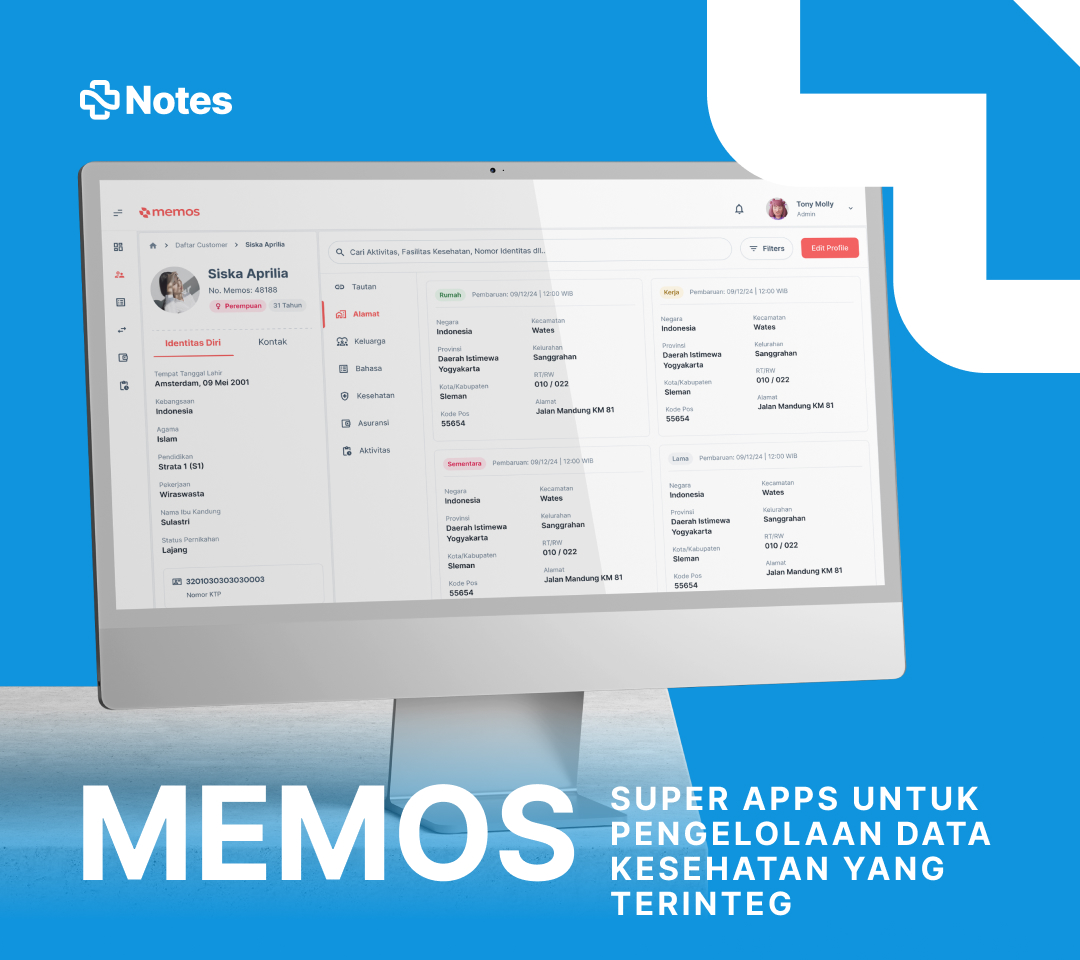 Notes
memos
Tony Molly
Admin
Daftar Customer
Siska Aprilia
Siska Aprilia
No. Memos: 48188
Perempuan
31 Tahun
Identitas Diri
Kontak
Tempat Tanggal Lahir
Amsterdam, 09 Mei 2001
Kebangsaan
Indonesia
Agama
Islam
Pendidikan
Strata 1 (S1)
Pekerjaan
Wiraswasta
Nama Ibu Kandung
Sulastri
Status Pernikahan
Lajang
3201030303030003
Nomor KTP
Cari Aktivitas, Fasilitas Kesehatan, Nomor Identitas dll..
Filters
Edit Profile
Tautan
Alamat
Keluarga
Bahasa
Kesehatan
Asuransi
Aktivitas
Rumah
Pembaruan: 09/12/24 | 12:00 WIB
Negara
Indonesia
Provinsi
Daerah Istimewa
Yogyakarta
Kota/Kabupaten
Sleman
Kode Pos
55654
Kecamatan
Wates
Kelurahan
Sanggrahan
RT/RW
010 / 022
Alamat
Jalan Mandung KM 81
Kerja
Pembaruan: 09/12/24 | 12:00 WIB
Negara
Indonesia
Provinsi
Daerah Istimewa
Yogyakarta
Kota/Kabupaten
Sleman
Kode Pos
55654
Kecamatan
Wates
Kelurahan
Sanggrahan
RT/RW
010 / 022
Alamat
Jalan Mandung KM 81
Sementara
Pembaruan: 09/12/24 | 12:00 WIB
Negara
Indonesia
Provinsi
Daerah Istimewa
Yogyakarta
Kota/Kabupaten
Sleman
Kode Pos
55654
Kecamatan
Wates
Kelurahan
Sanggrahan
RT/RW
010 / 022
Alamat
Jalan Mandung KM 81
Lama
Pembaruan: 09/12/24 | 12:00 WIB
Negara
Indonesia
Provinsi
Daerah Istimewa
Yogyakarta
Kota/Kabupaten
Sleman
Kode Pos
55654
Kecamatan
Wates
Kelurahan
Sanggrahan
RT/RW
010 / 022
Alamat
Jalan Mandung KM 81
MEMOS
SUPER APPS UNTUK
PENGELOLAAN DATA
KESEHATAN YANG
TERINTEG